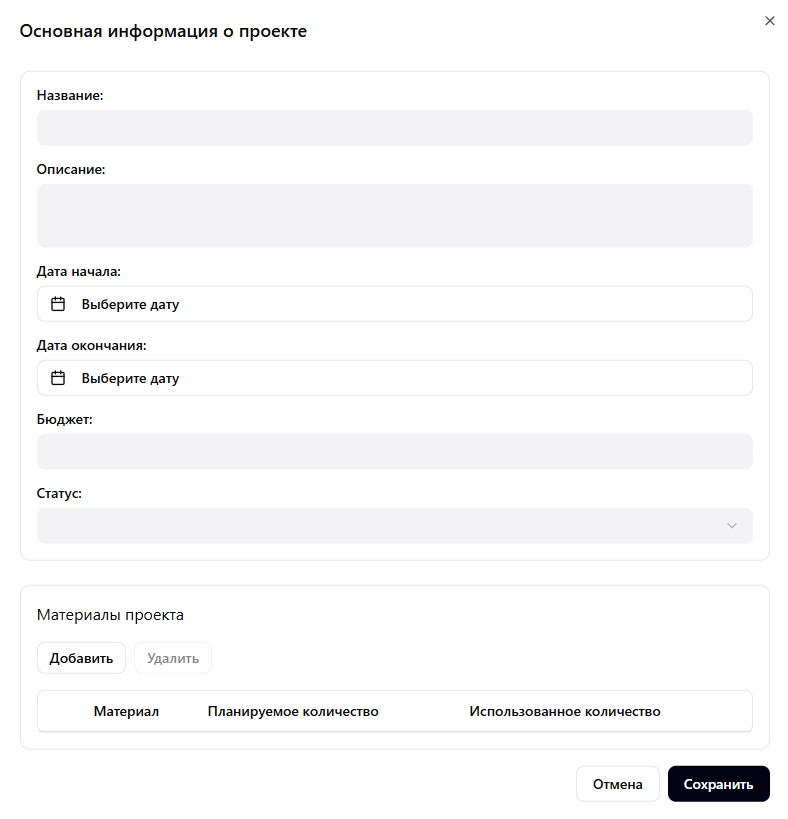 Основная информация о проекте
Название:
Описание:
Дата начала:
Выберите дату
Дата окончания:
Выберите дату
Бюджет:
Статус:
Материалы проекта
Добавить Удалить
Материал Планируемое количество Использованное количество
Отмена Сохранить